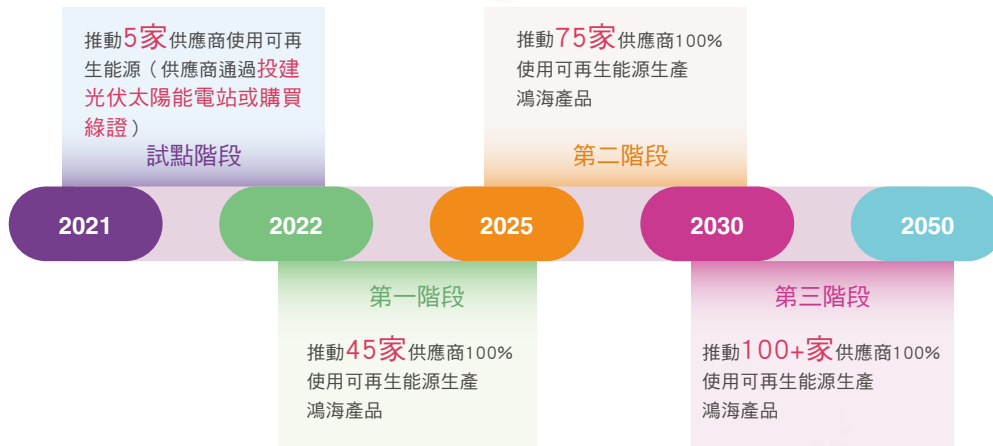 推動5家供應商使用可再
生能源（供應商通過投建
光伏太陽能電站或購買
綠證）
試點階段
推動75家供應商100%
使用可再生能源生產
鴻海產品
第二階段
2021
2022
2025
2030
2050
第一階段
推動45家供應商100%
使用可再生能源生產
鴻海產品
第三階段
推動100+家供應商100%
使用可再生能源生產
鴻海產品